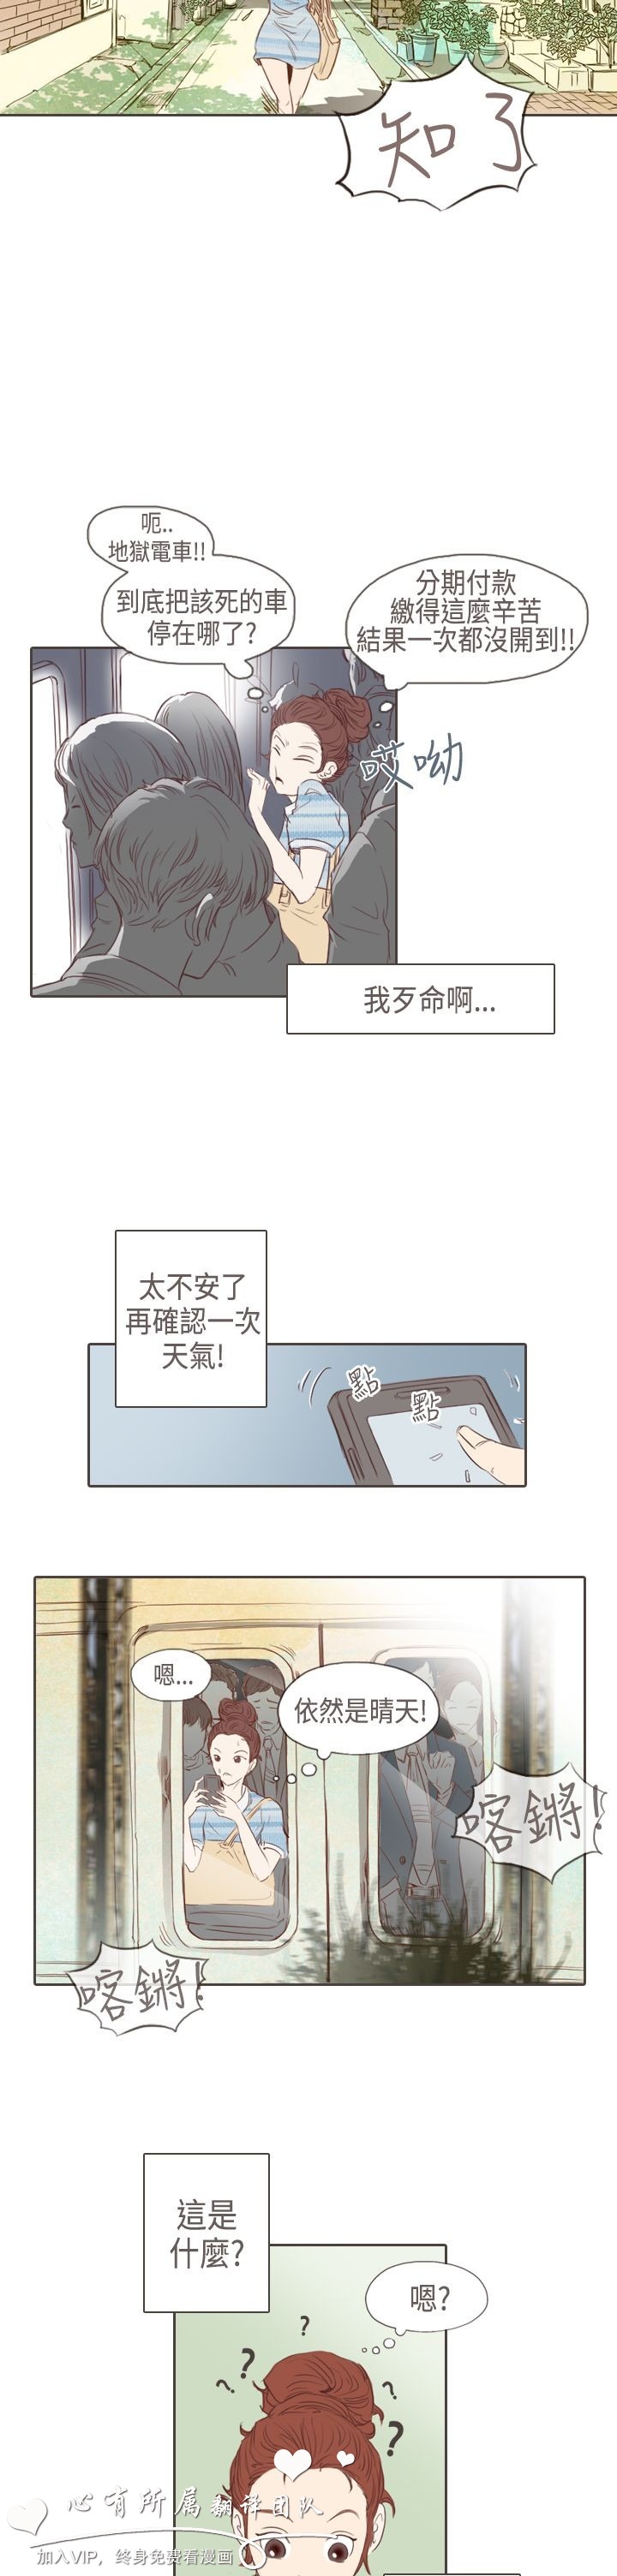 知了
呃..
地獄電車!!
到底把該死的車
停在哪了?
分期付款
繳得這麼辛苦
結果一次都沒開到!!
哎呦
我歹命啊...
太不安了
再確認一次
天氣!
點
點
嗯...
依然是晴天!
喀鏘!
喀鏘!
這是
什麼?
嗯?
?
?
?
?
?
心有所属翻译团队
加入VIP，终身免费看漫画